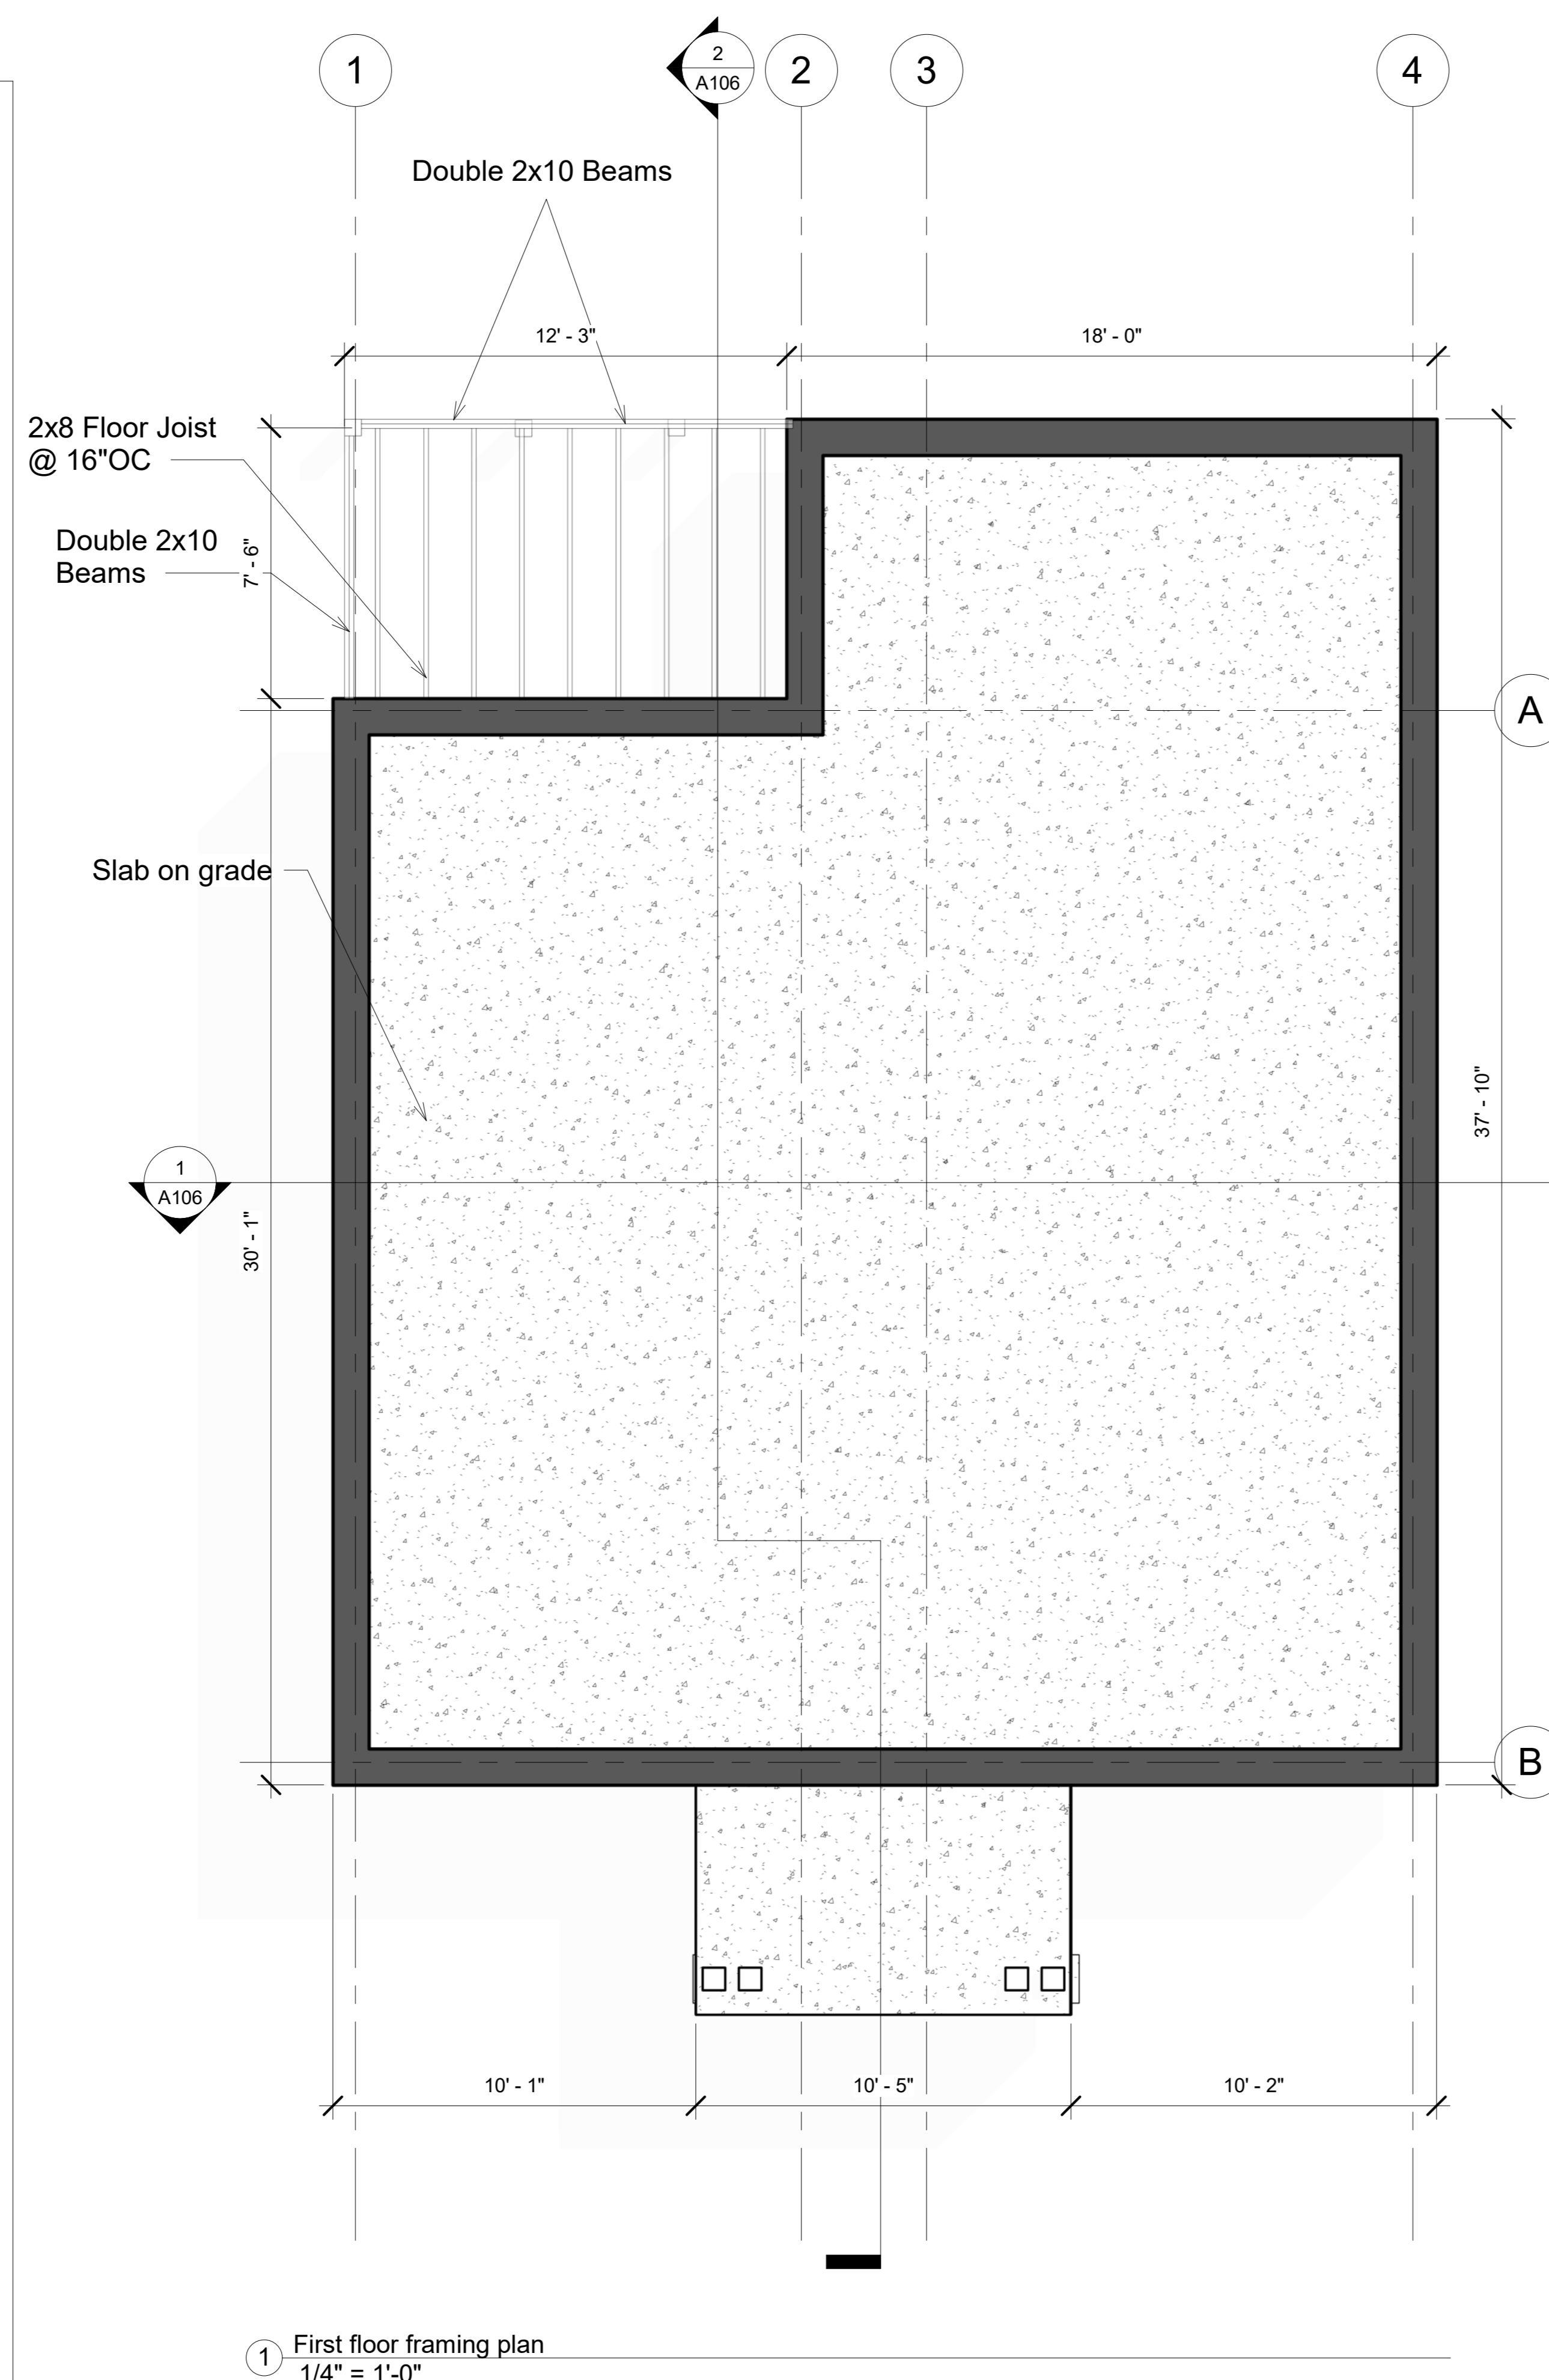 1
2
A106
2
3
4
Double 2x10 Beams
12' - 3"
18' - 0"
2x8 Floor Joist
@ 16"OC
Double 2x10
Beams
7' - 6"
A
Slab on grade
37' - 10"
1
A106
30' - 1"
B
10' - 1"
10' - 5"
10' - 2"
1
First floor framing plan
1/4" = 1'-0"